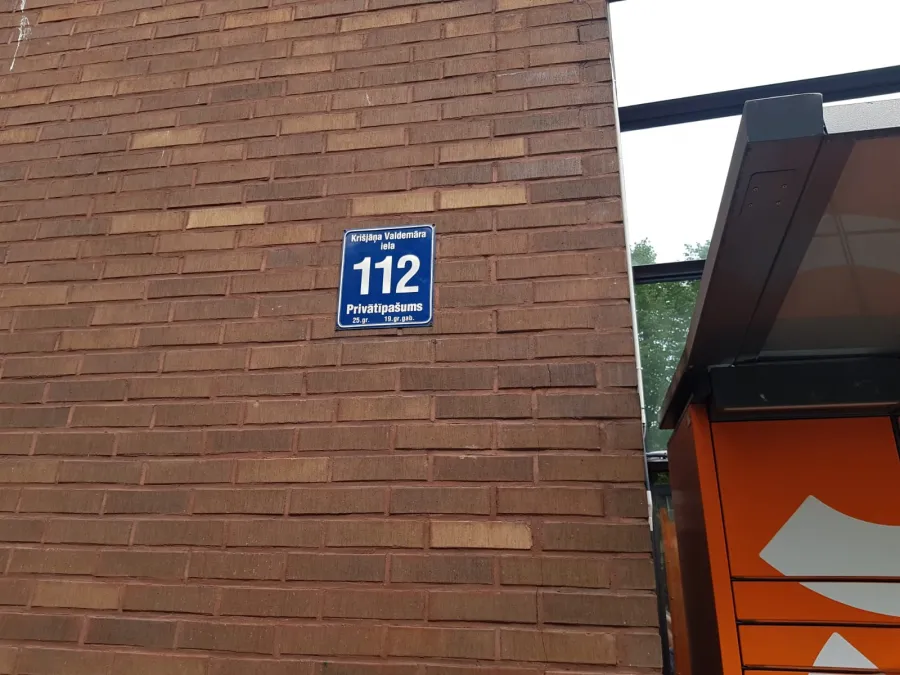 Krišjāņa Valdemāra
iela
112
Privātīpašums
25.gr. 19.gr.gab.